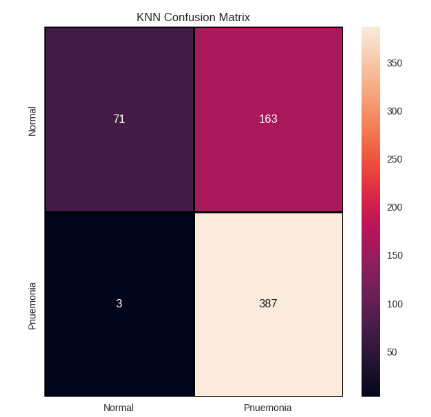 KNN Confusion Matrix
Normal
71
163
Pnuemonia
3
387
Normal
Pnuemonia
350
300
250
200
150
100
50